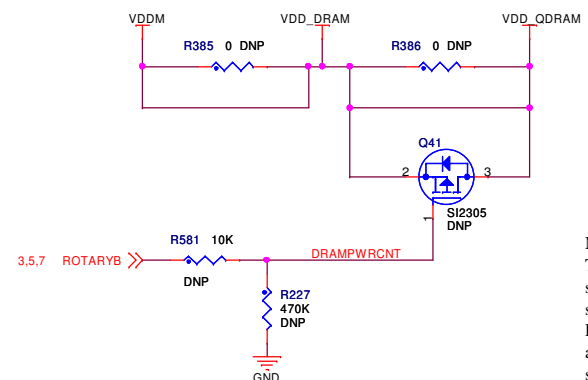 VDDM VDD_DRAM VDD_QDRAM
R385 0 DNP R386 0 DNP
Q41
2 3
SI2305
DNP
1
R581 10K DRAMPWRCNT
3,5,7 ROTARYB
DNP
R227
470K
DNP
GND